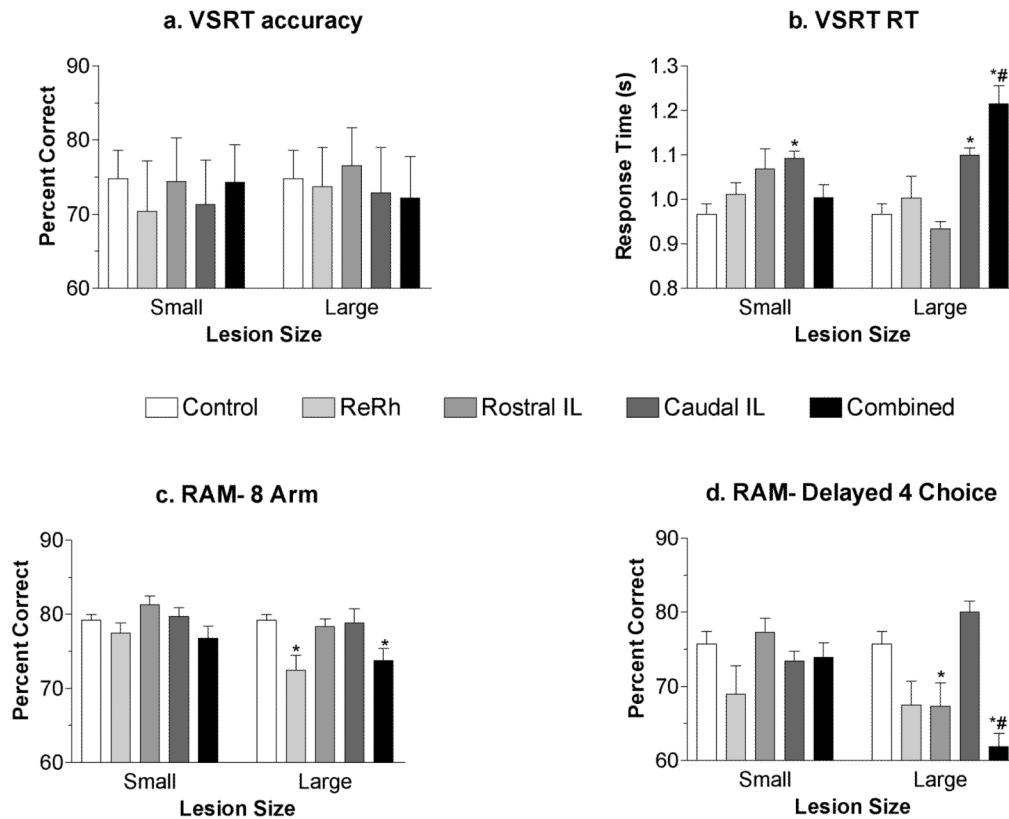 a. VSRT accuracy
90
80
70
60
Percent Correct
Small
Large
Lesion Size
b. VSRT RT
1.3
1.2
1.1
1.0
0.9
0.8
Response Time (s)
*
*
*#
Small
Large
Lesion Size
Control ReRh Rostral IL Caudal IL Combined
c. RAM- 8 Arm
90
80
70
60
Percent Correct
*
*
Small
Large
Lesion Size
d. RAM- Delayed 4 Choice
90
80
70
60
Percent Correct
*
*#
Small
Large
Lesion Size